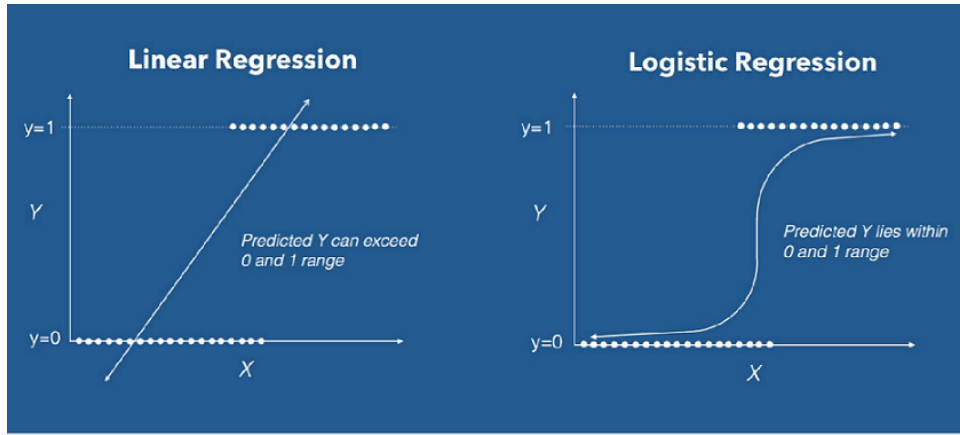 Linear Regression
y=1
Y
Predicted Y can exceed
0 and 1 range
y=0
X
Logistic Regression
y=1
Y
Predicted Y lies within
0 and 1 range
y=0
X